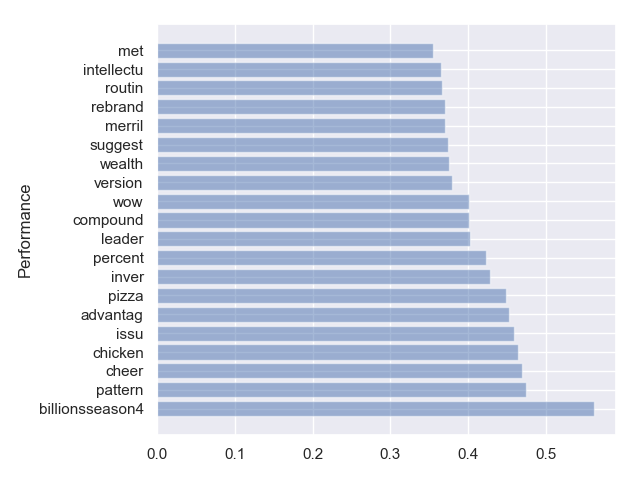 Performance
met
intellectu
routin
rebrand
merril
suggest
wealth
version
wow
compound
leader
percent
inver
pizza
advantag
issu
chicken
cheer
pattern
billionsseason4
0.0 0.1 0.2 0.3 0.4 0.5